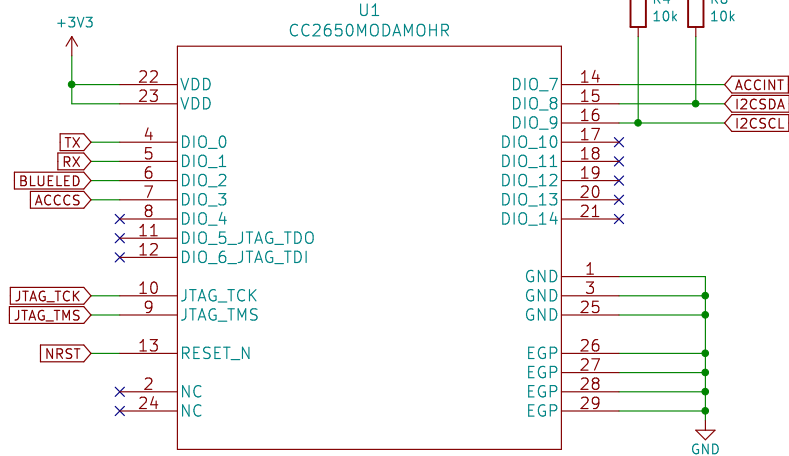 U1
CC2650MODAMOHR
+3V3
10k
10k
22 VDD
23 VDD
TX 4 DIO_0
RX 5 DIO_1
BLUELED 6 DIO_2
ACCCS 7 DIO_3
8 DIO_4
11 DIO_5_JTAG_TDO
12 DIO_6_JTAG_TDI
JTAG_TCK 10 JTAG_TCK
JTAG_TMS 9 JTAG_TMS
NRST 13 RESET_N
2 NC
24 NC
DIO_7 14 ACCINT
DIO_8 15 I2CSDA
DIO_9 16 I2CSCL
DIO_10 17
DIO_11 18
DIO_12 19
DIO_13 20
DIO_14 21
GND 1
GND 3
GND 25
EGP 26
EGP 27
EGP 28
EGP 29
GND